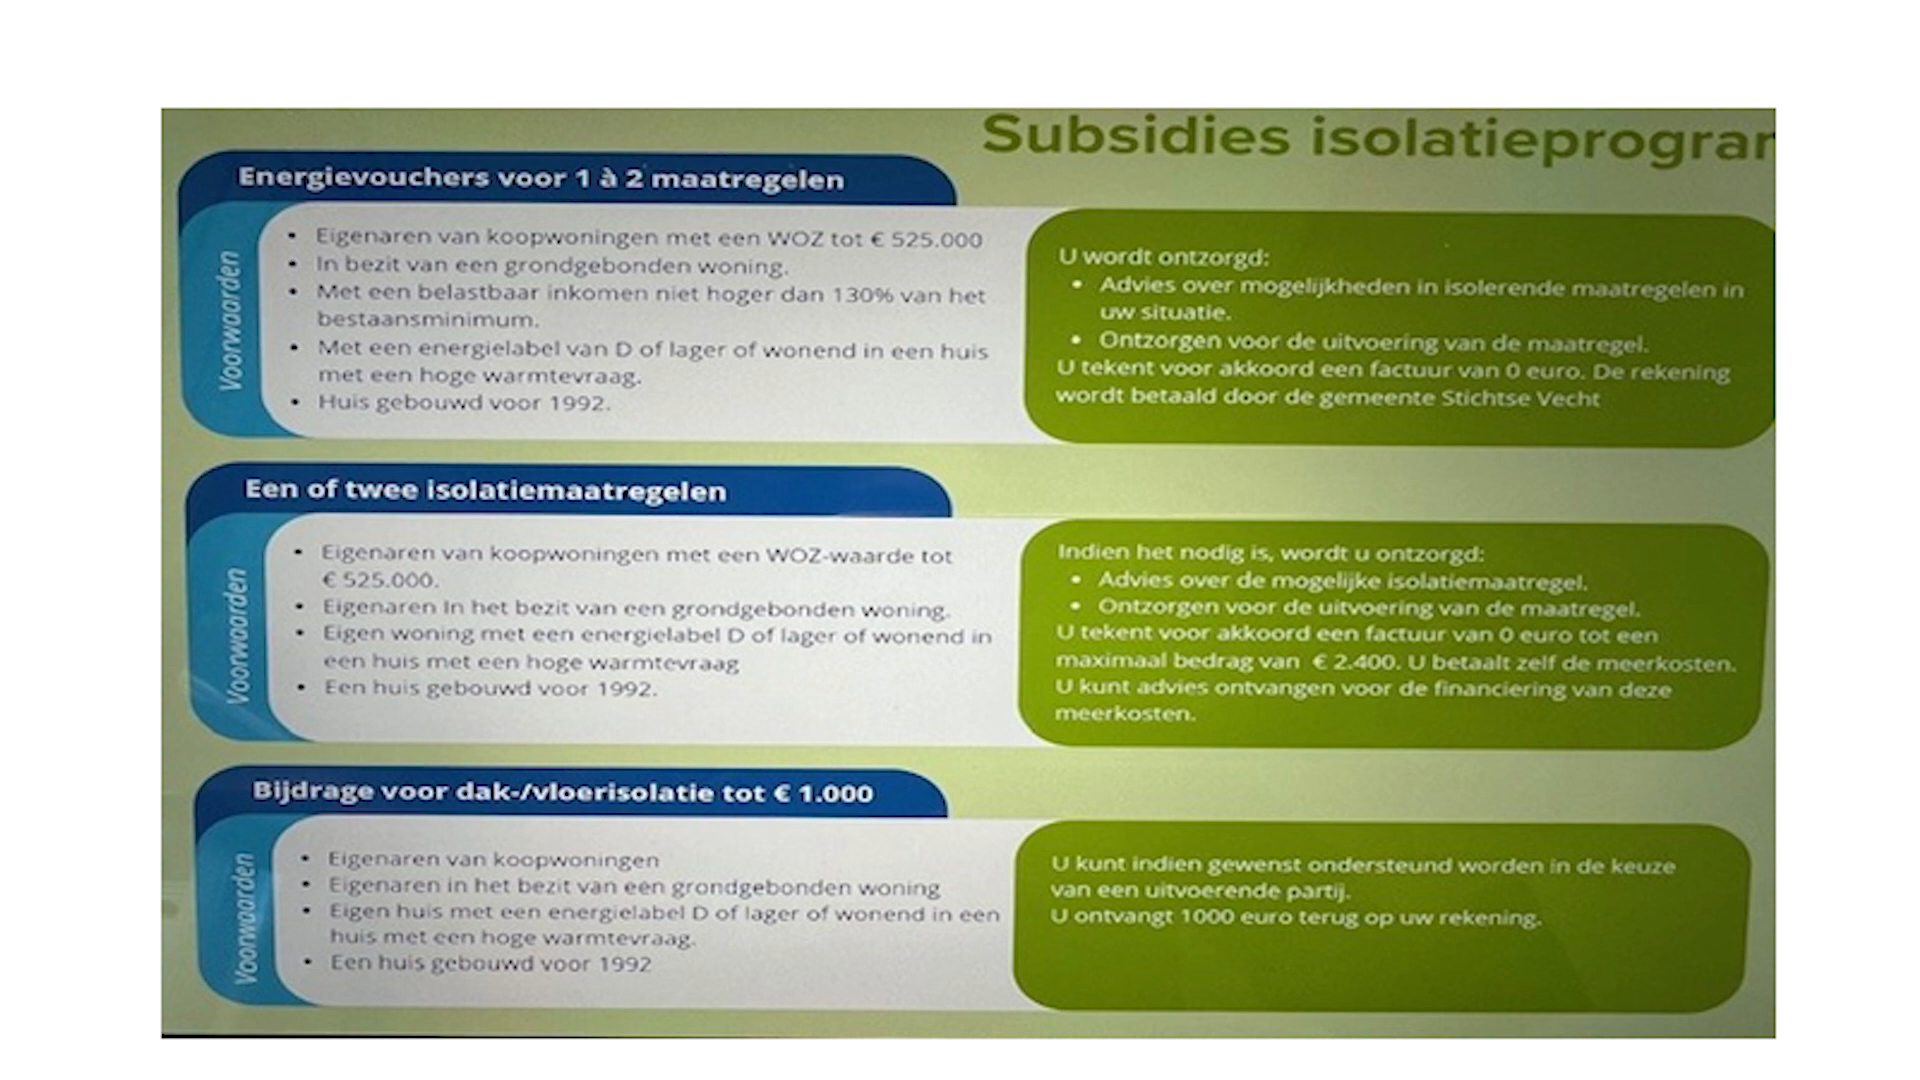 Subsidies isolatieprogra
Energievouchers voor 1 à 2 maatregelen
Voorwaarden
• Eigenaren van koopwoningen met een WOZ tot € 525.000
• In bezit van een grondgebonden woning.
• Met een belastbaar inkomen niet hoger dan 130% van het
bestaansminimum.
• Met een energielabel van D of lager of wonend in een huis
met een hoge warmtevraag.
• Huis gebouwd voor 1992.
U wordt ontzorgd:
• Advies over mogelijkheden in isolerende maatregelen in
uw situatie.
• Ontzorgen voor de uitvoering van de maatregel.
U tekent voor akkoord een factuur van 0 euro. De rekening
wordt betaald door de gemeente Stichtse Vecht
Een of twee isolatiemaatregelen
Voorwaarden
• Eigenaren van koopwoningen met een WOZ-waarde tot
€ 525.000.
• Eigenaren In het bezit van een grondgebonden woning.
• Eigen woning met een energielabel D of lager of wonend in
een huis met een hoge warmtevraag
• Een huis gebouwd voor 1992.
Indien het nodig is, wordt u ontzorgd:
• Advies over de mogelijke isolatiemaatregel.
• Ontzorgen voor de uitvoering van de maatregel.
U tekent voor akkoord een factuur van 0 euro tot een
maximaal bedrag van € 2.400. U betaalt zelf de meerkosten.
U kunt advies ontvangen voor de financiering van deze
meerkosten.
Bijdrage voor dak-/vloerisolatie tot € 1.000
Voorwaarden
• Eigenaren van koopwoningen
• Eigenaren in het bezit van een grondgebonden woning
• Eigen huis met een energielabel D of lager of wonend in een
huis met een hoge warmtevraag.
• Een huis gebouwd voor 1992
U kunt indien gewenst ondersteund worden in de keuze
van een uitvoerende partij.
U ontvangt 1000 euro terug op uw rekening.